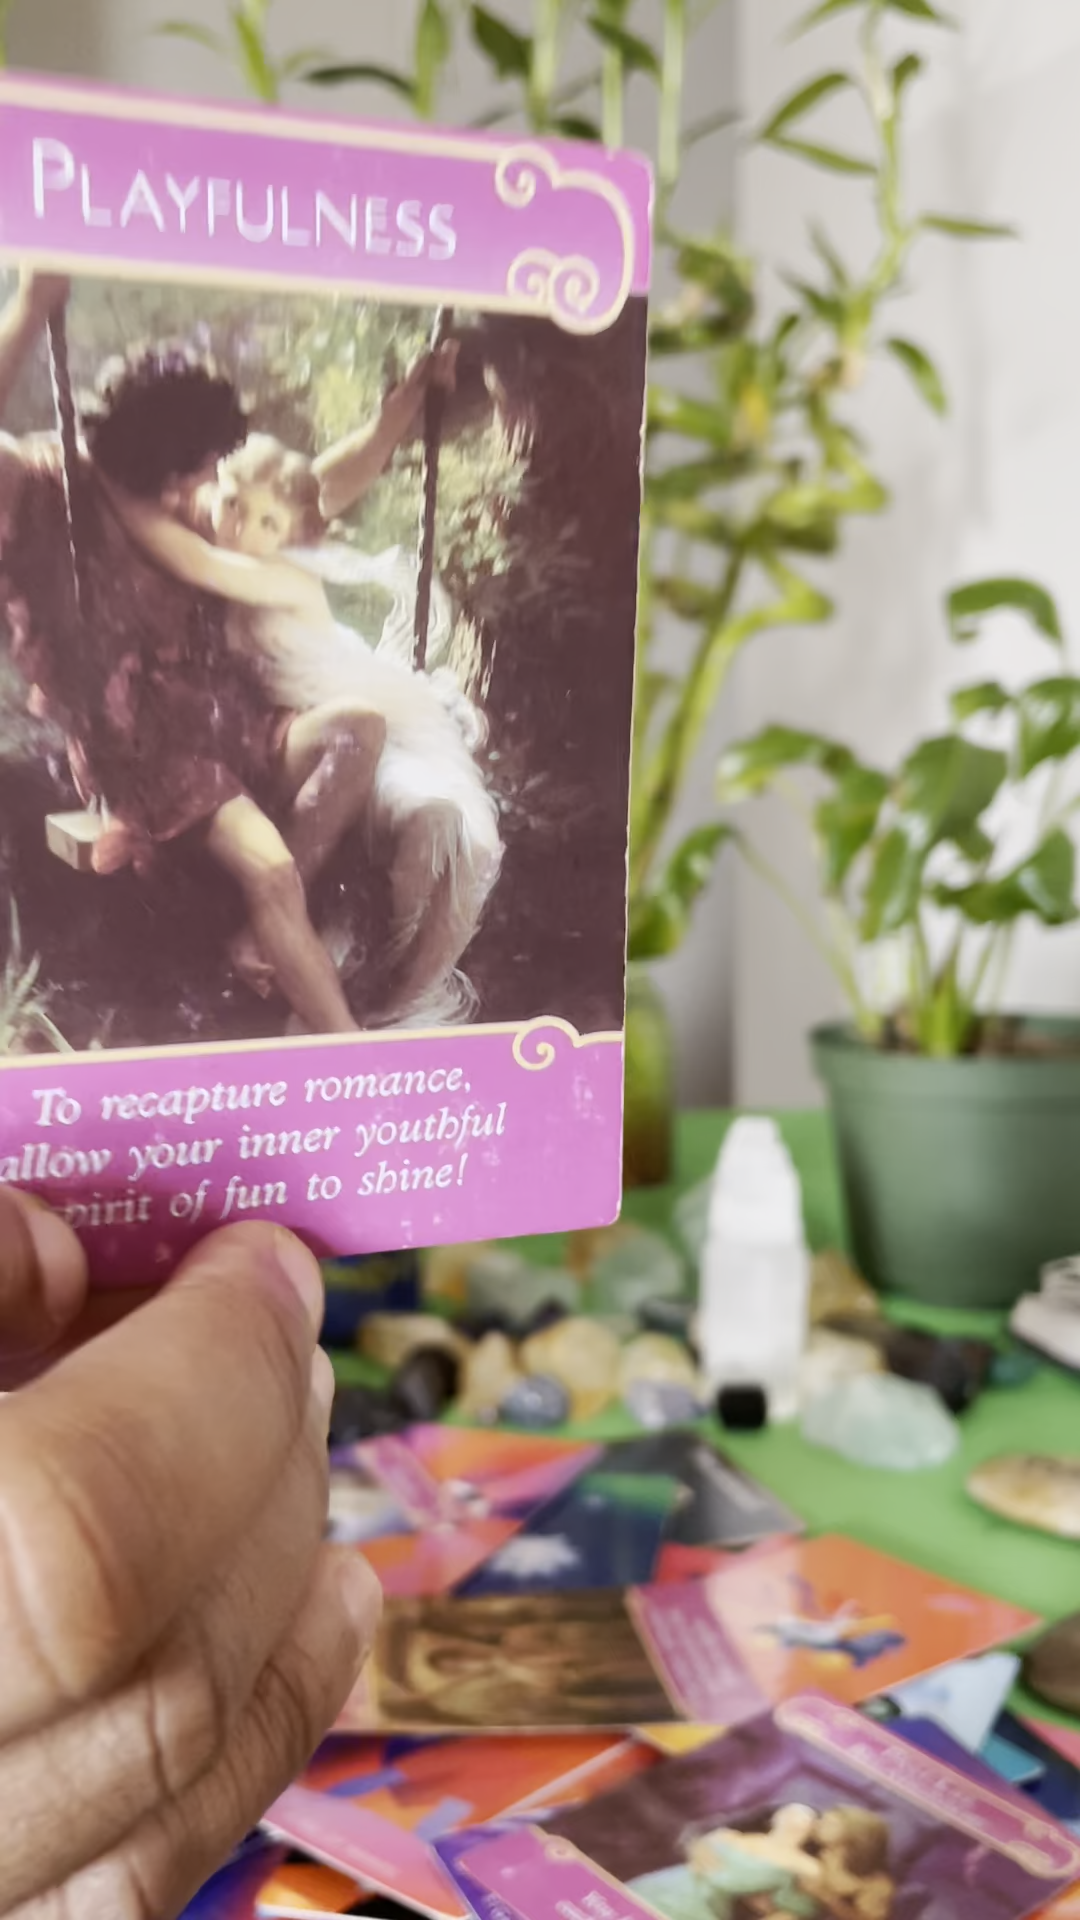 PLAYFULNESS
To recapture romance,
allow your inner youthful
spirit of fun to shine!